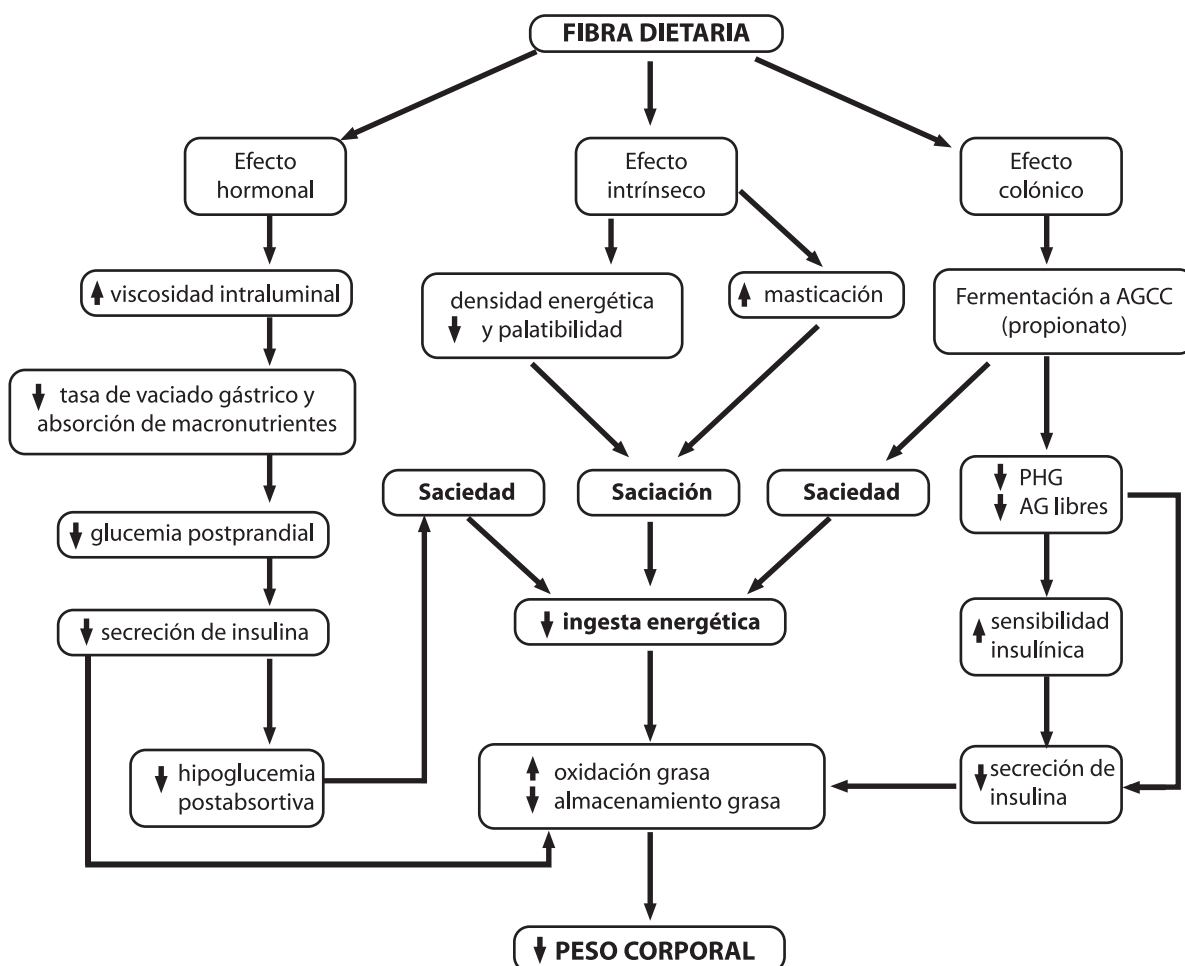 FIBRA DIETARIA
Efecto
hormonal
Efecto
intrínseco
Efecto
colónico
viscosidad intraluminal
densidad energética
y palatibilidad
masticación
Fermentación a AGCC
(propionato)
tasa de vaciado gástrico y
absorción de macronutrientes
Saciedad
Saciación
Saciedad
PHG
AG libres
glucemia postprandial
secreción de insulina
ingesta energética
sensibilidad
insulínica
hipoglucemia
postabsortiva
oxidación grasa
almacenamiento grasa
secreción de
insulina
PESO CORPORAL